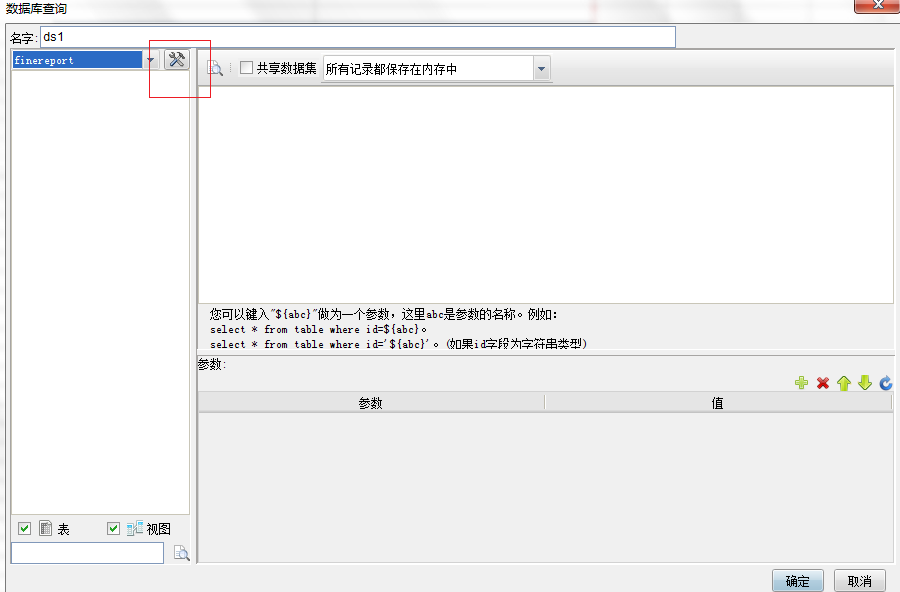 数据库查询
名字: ds1
finereport
共享数据集 所有记录都保存在内存中
您可以键入"${abc}"做为一个参数，这里abc是参数的名称。例如：
select * from table where id=${abc}。
select * from table where id='${abc}'。(如果id字段为字符串类型)
参数:
参数 值
表 视图
确定 取消